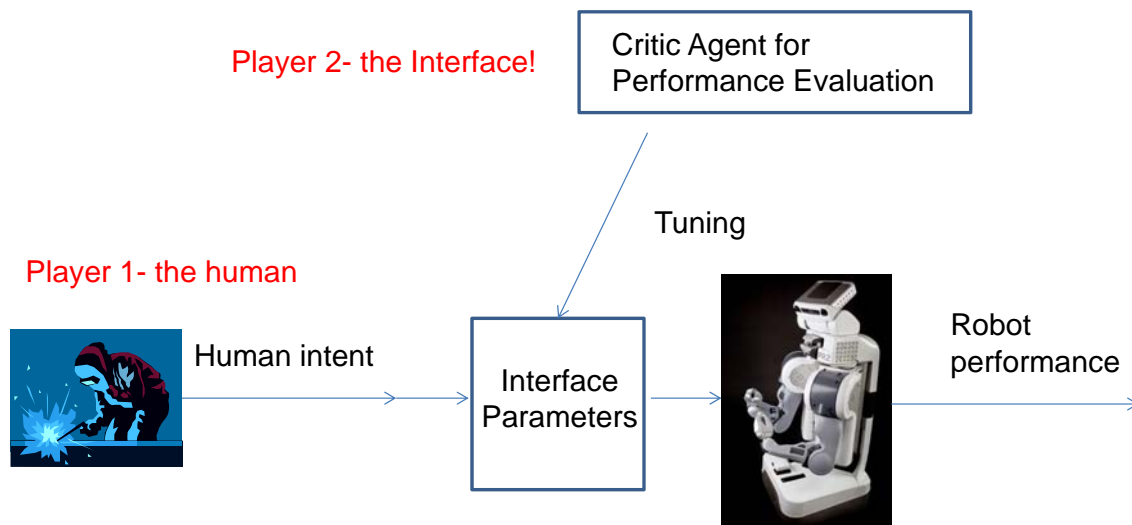 Player 2- the Interface!
Critic Agent for
Performance Evaluation
Tuning
Player 1- the human
Human intent
Interface
Parameters
Robot
performance